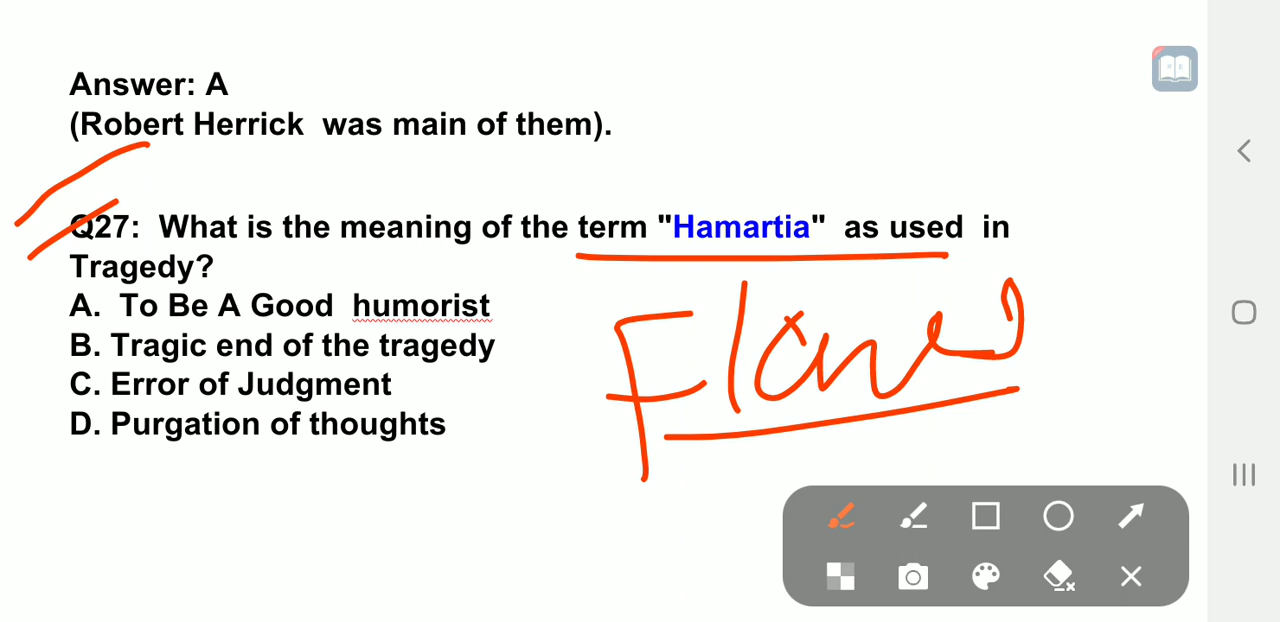 Answer: A
(Robert Herrick was main of them).
Q27: What is the meaning of the term "Hamartia" as used in
Tragedy?
A. To Be A Good humorist
B. Tragic end of the tragedy
C. Error of Judgment
D. Purgation of thoughts